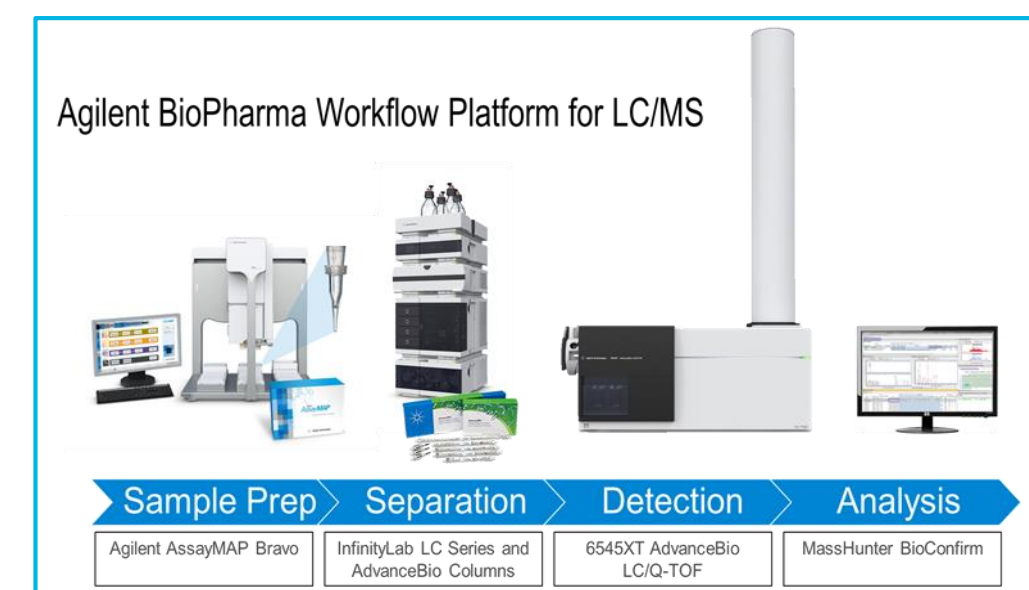 Agilent BioPharma Workflow Platform for LC/MS
AssayMAP
Sample Prep
Separation
Detection
Analysis
Agilent AssayMAP Bravo
InfinityLab LC Series and
AdvanceBio Columns
6545XT AdvanceBio
LC/Q-TOF
MassHunter BioConfirm